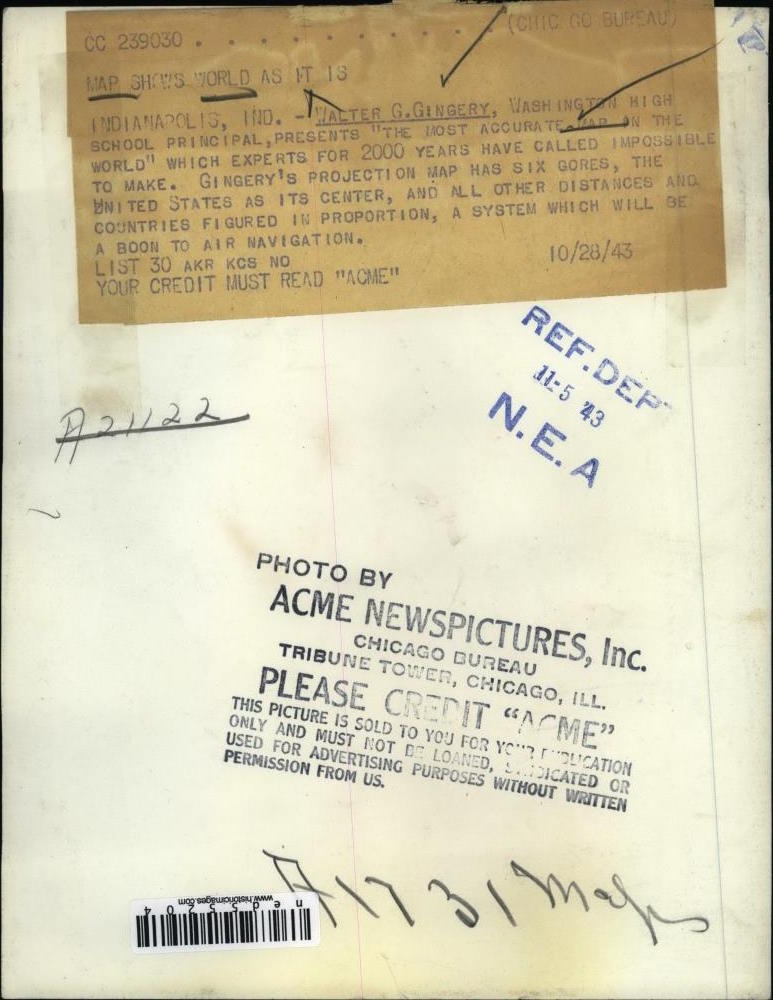 CC 239030 . . . . . . . . . . . . (CHICAGO BUREAU)
MAP SHOWS WORLD AS IT IS
INDIANAPOLIS, IND. - WALTER G.GINGERY, WASHINGTON HIGH
SCHOOL PRINCIPAL,PRESENTS "THE MOST ACCURATE MAP IN THE
WORLD" WHICH EXPERTS FOR 2000 YEARS HAVE CALLED IMPOSSIBLE
TO MAKE. GINGERY'S PROJECTION MAP HAS SIX GORES, THE
UNITED STATES AS ITS CENTER, AND ALL OTHER DISTANCES AND
COUNTRIES FIGURED IN PROPORTION, A SYSTEM WHICH WILL BE
A BOON TO AIR NAVIGATION.
LIST 30 AKR KCS NO 10/28/43
YOUR CREDIT MUST READ "ACME"
REF. DEPT
11-5 '43
N.E.A
A21122
PHOTO BY
ACME NEWSPICTURES, Inc.
CHICAGO BUREAU
TRIBUNE TOWER, CHICAGO, ILL.
PLEASE CREDIT "ACME"
THIS PICTURE IS SOLD TO YOU FOR YOUR PUBLICATION
ONLY AND MUST NOT BE LOANED, SYNDICATED OR
USED FOR ADVERTISING PURPOSES WITHOUT WRITTEN
PERMISSION FROM US.
A1731 Maps
www.historicimages.com
ned55204